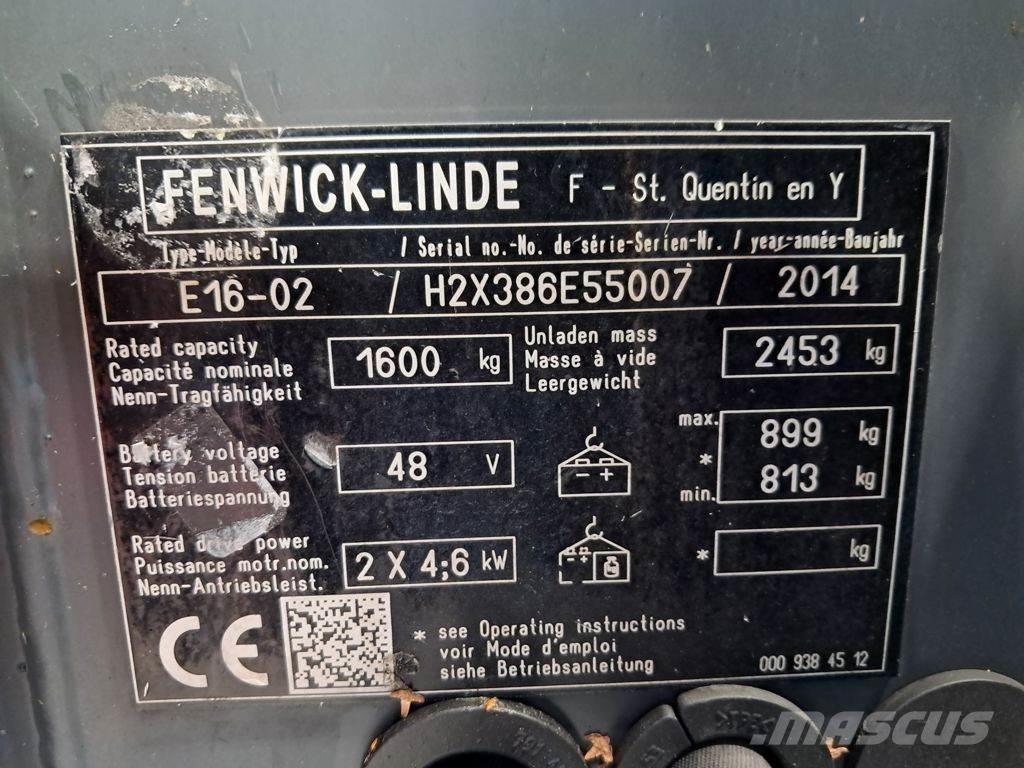 FENWICK-LINDE F - St. Quentin en Y
Type-Modèle-Typ / Serial no.-No. de série-Serien-Nr. / year-année-Baujahr
E16-02 / H2X386E55007 / 2014
Rated capacity
Capacité nominale
Nenn-Tragfähigkeit
1600 kg
Unladen mass
Masse à vide
Leergewicht
2453 kg
Battery voltage
Tension batterie
Batteriespannung
48 V
- +
max. 899 kg
*
min. 813 kg
Rated drive power
Puissance motr.nom.
Nenn-Antriebsleist.
2 X 4;6 kW
* kg
CE
* see Operating instructions
voir Mode d'emploi
siehe Betriebsanleitung
000 938 45 12
MASCUS